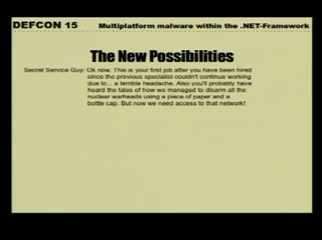 DEFCON 15
Multiplatform malware within the .NET-Framework
The New Possibilities
Secret Service Guy: Ok now. This is your first job after you have been hired
since the previous specialist couldn't continue working
due to... a terrible headache. Also you'll probably have
heard the tales of how we managed to disarm all the
nuclear warheads using a piece of paper and a
bottle cap. But now we need access to that network!